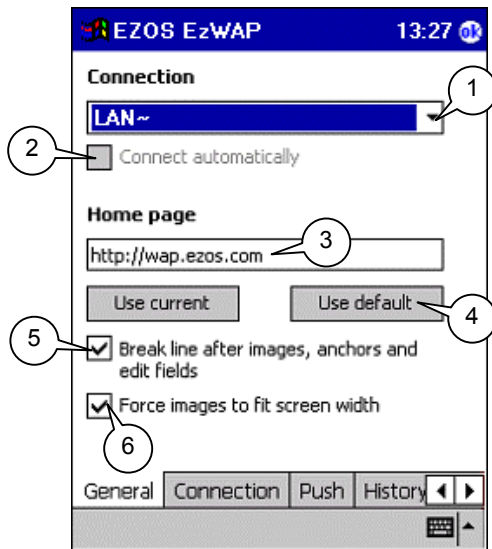 EZOS EzWAP 13:27 ok
Connection
1
LAN~
2
Connect automatically
Home page
3
http://wap.ezos.com
Use current Use default
4
5
Break line after images, anchors and
edit fields
Force images to fit screen width
6
General Connection Push History